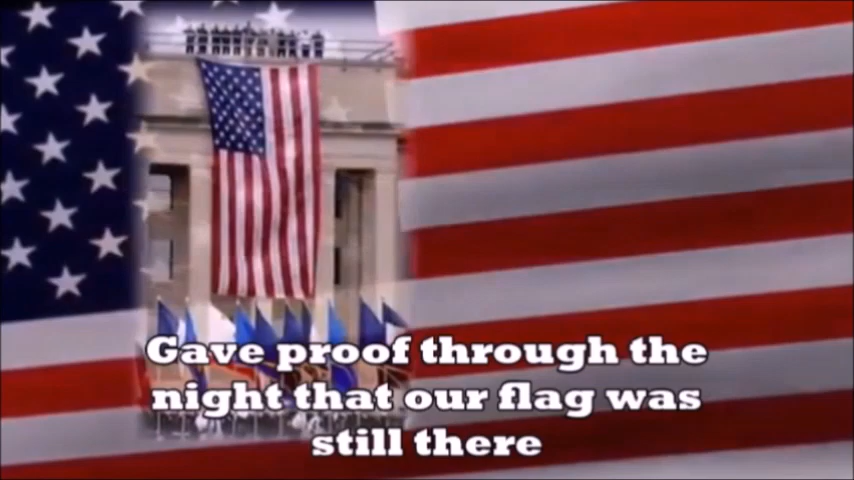 Gave proof through the
night that our flag was
still there